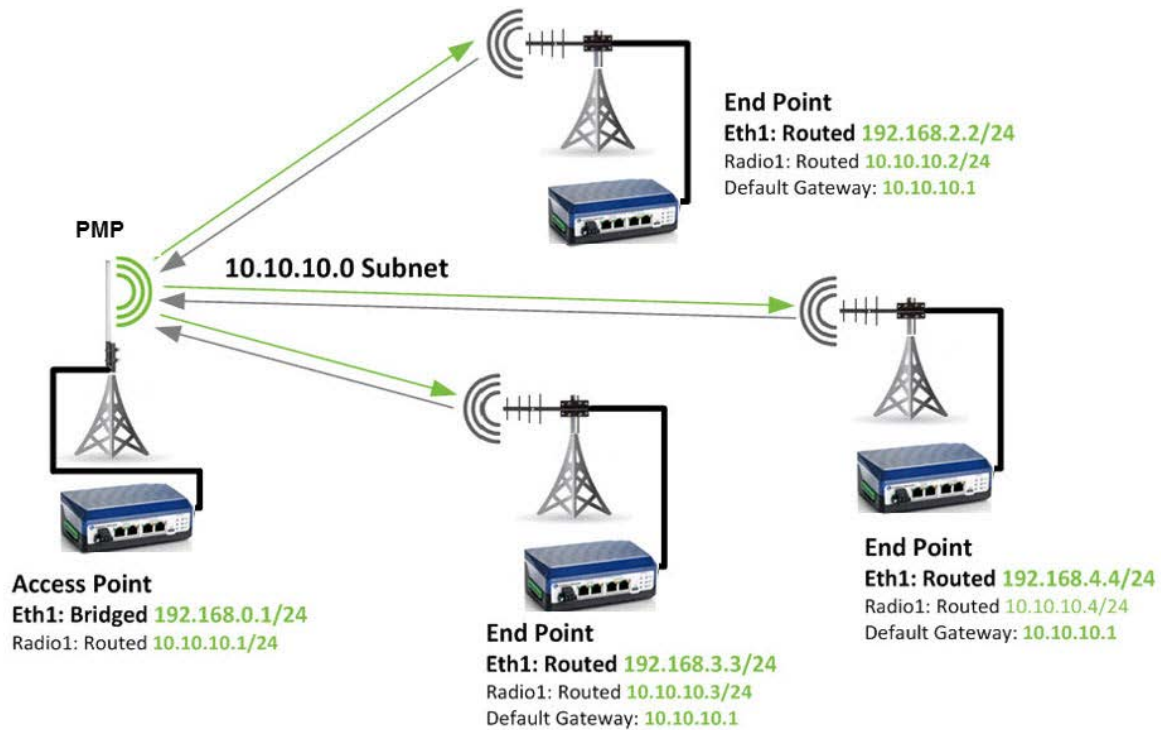 End Point
Eth1: Routed 192.168.2.2/24
Radio1: Routed 10.10.10.2/24
Default Gateway: 10.10.10.1
PMP
10.10.10.0 Subnet
Access Point
Eth1: Bridged 192.168.0.1/24
Radio1: Routed 10.10.10.1/24
End Point
Eth1: Routed 192.168.3.3/24
Radio1: Routed 10.10.10.3/24
Default Gateway: 10.10.10.1
End Point
Eth1: Routed 192.168.4.4/24
Radio1: Routed 10.10.10.4/24
Default Gateway: 10.10.10.1